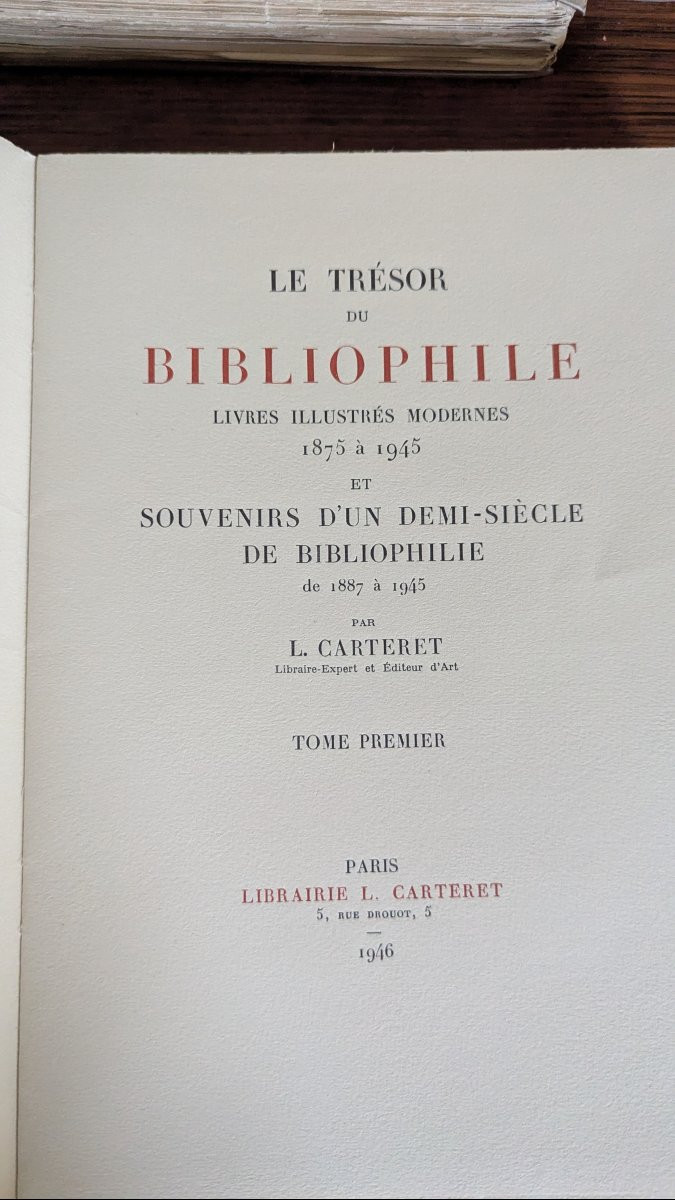 LE TRÉSOR
DU
BIBLIOPHILE
LIVRES ILLUSTRÉS MODERNES
1875 à 1945
ET
SOUVENIRS D'UN DEMI-SIÈCLE
DE BIBLIOPHILIE
de 1887 à 1945
PAR
L. CARTERET
Libraire-Expert et Éditeur d'Art
TOME PREMIER
PARIS
LIBRAIRIE L. CARTERET
5, RUE DROUOT, 5
—
1946